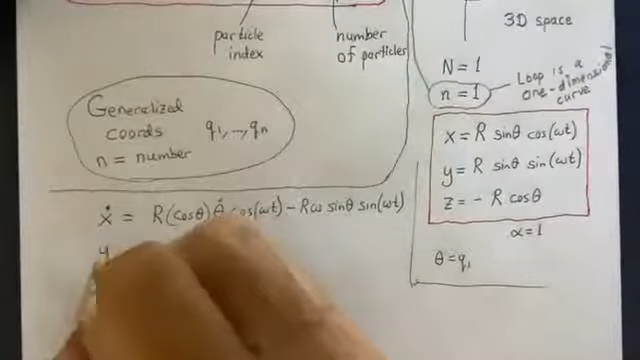 particle
index
number
of particles
Generalized
coords q₁, .., qₙ
n = number
3D space
N = 1
n = 1
Loop is a
one-dimensional
curve
x = R sinθ cos(ωt)
y = R sinθ sin(ωt)
z = - R cosθ
α = 1
θ = q₁
ẋ = R(cosθ) θ̇ cos(ωt) - Rω sinθ sin(ωt)
y